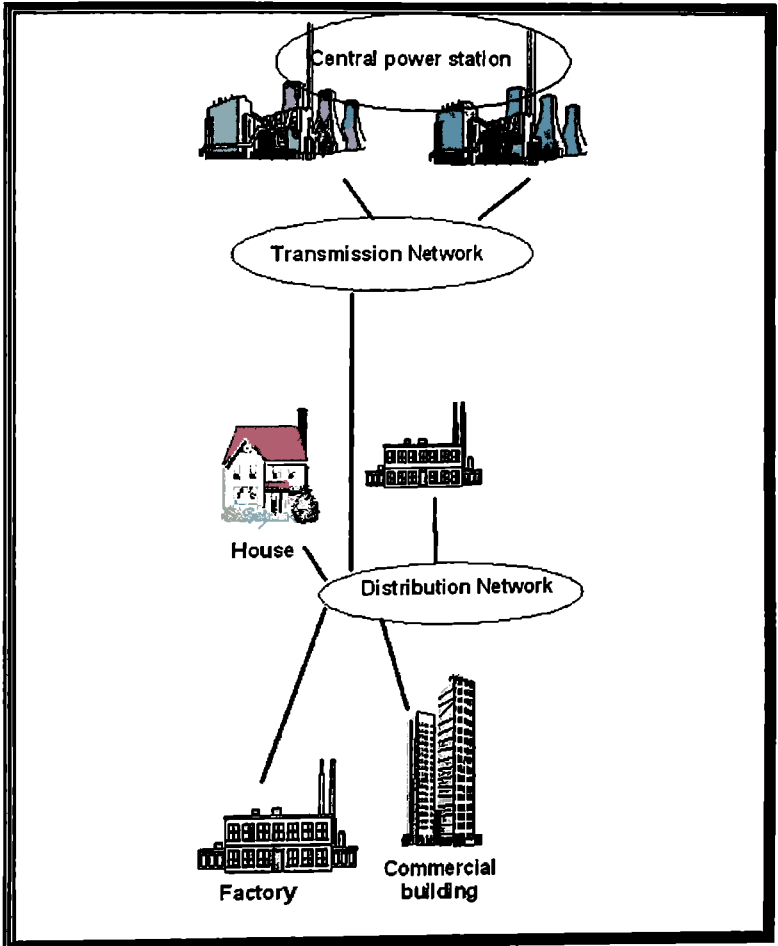 Central power station
Transmission Network
House
Distribution Network
Factory
Commercial
building